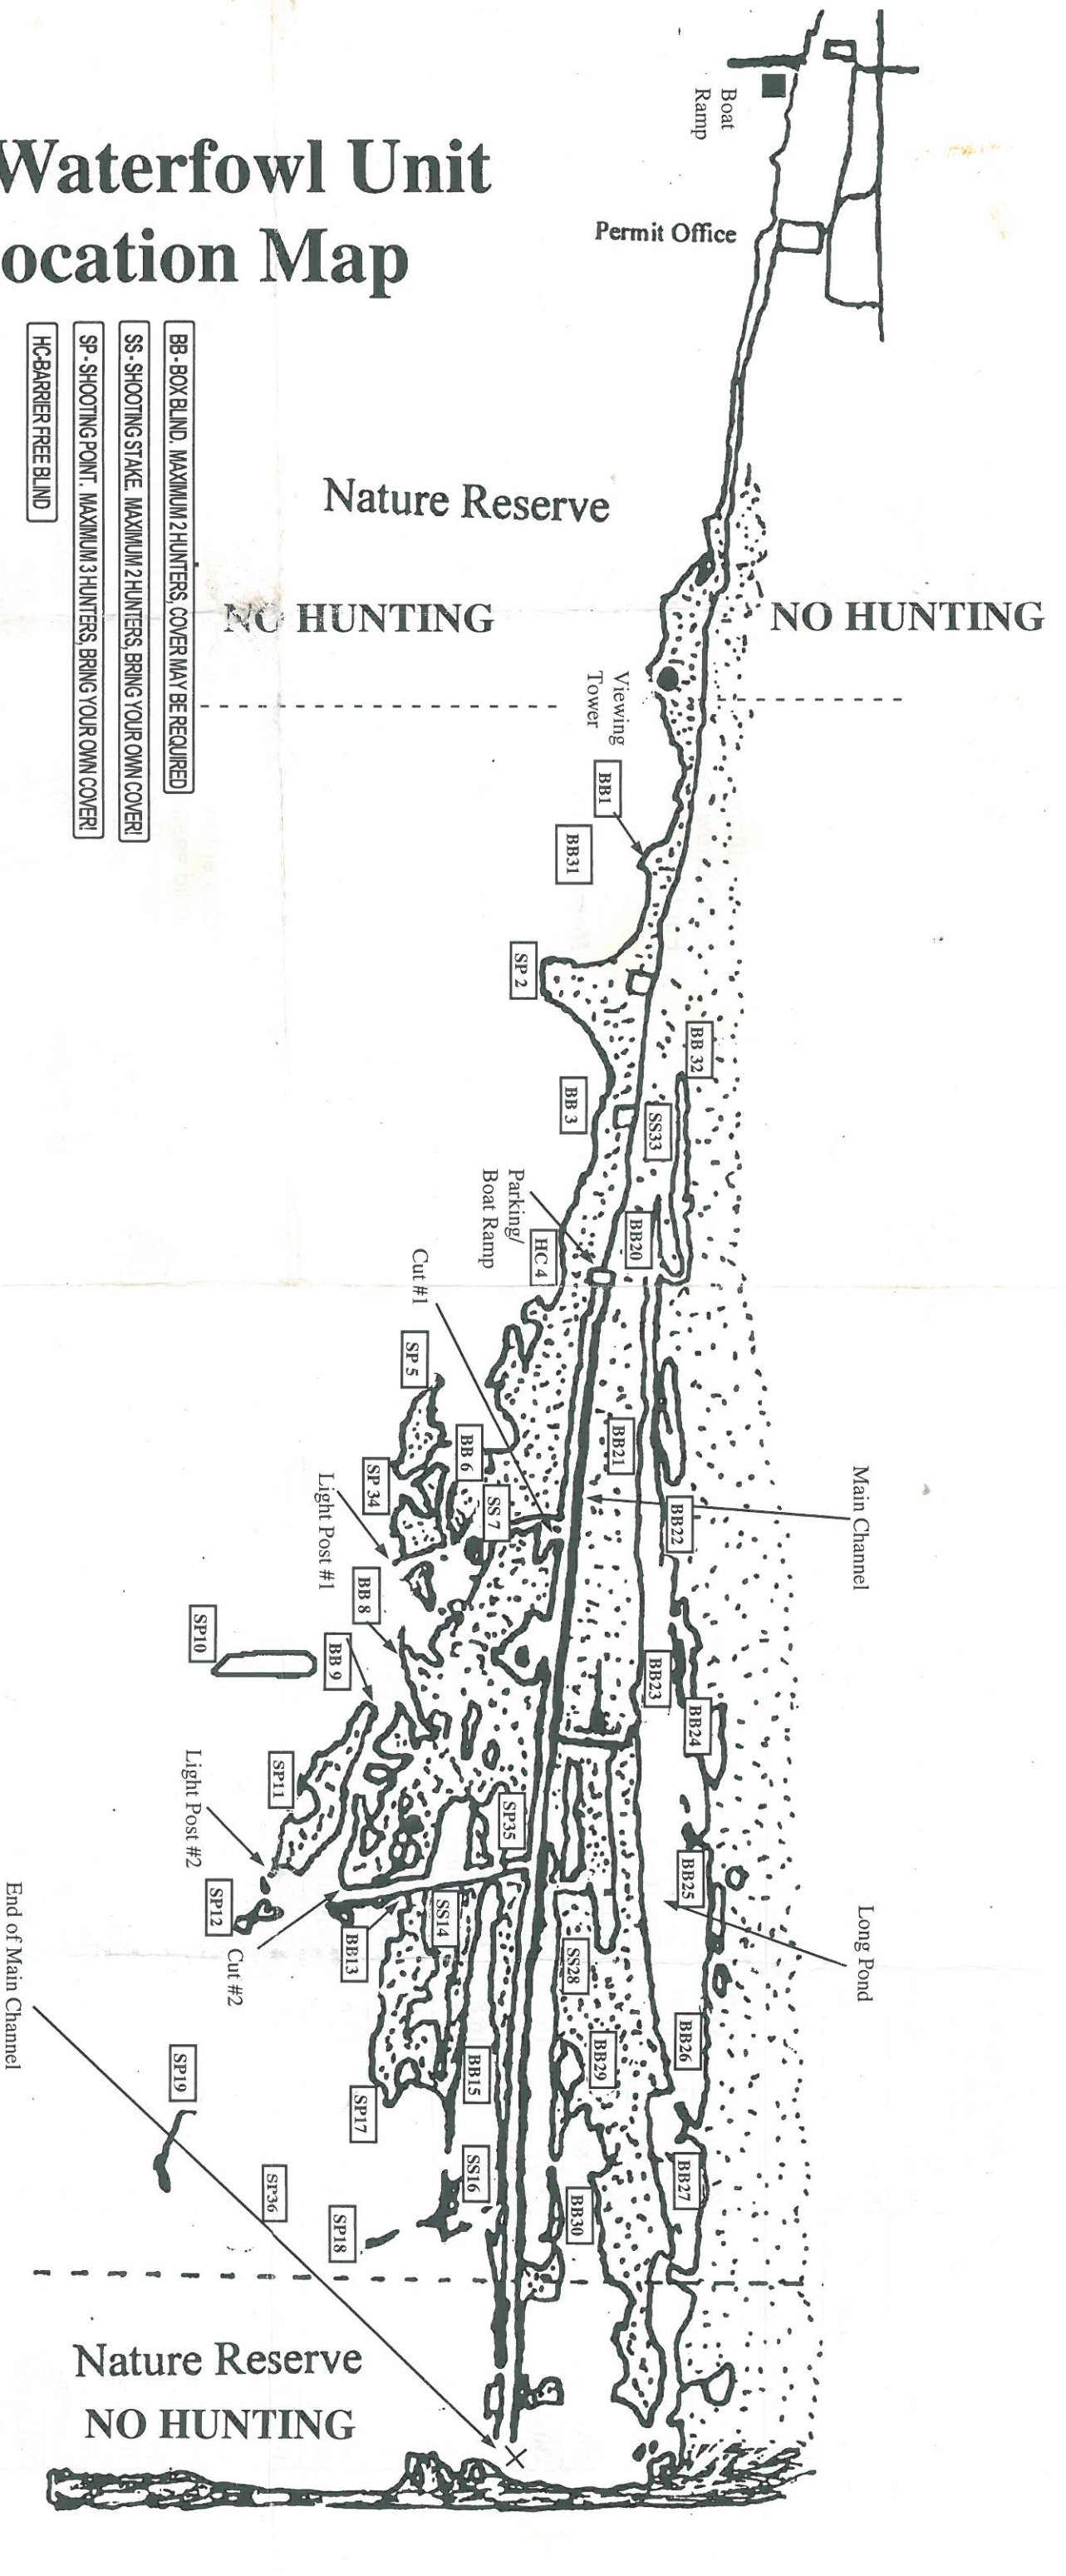 Boat
Ramp
Waterfowl Unit
ocation Map
Permit Office
BB - BOX BLIND. MAXIMUM 2 HUNTERS, COVER MAY BE REQUIRED
SS - SHOOTING STAKE. MAXIMUM 2 HUNTERS, BRING YOUR OWN COVER!
SP - SHOOTING POINT. MAXIMUM 3 HUNTERS, BRING YOUR OWN COVER!
HC-BARRIER FREE BLIND
Nature Reserve
NO HUNTING
NO HUNTING
Viewing
Tower
BB1
BB31
SP 2
BB 32
BB 3
SS33
Parking/
Boat Ramp
HC 4
BB20
Cut #1
SP 5
BB 6
BB21
SP 34
SS 7
Light Post #1
BB22
Main Channel
BB 8
SP10
BB 9
BB23
BB24
SP11
Light Post #2
SP35
BB25
SP12
Cut #2
BB13
SS14
SS28
Long Pond
End of Main Channel
SP19
SP17
BB15
BB29
BB26
SP36
SP18
SS16
BB30
BB27
Nature Reserve
NO HUNTING